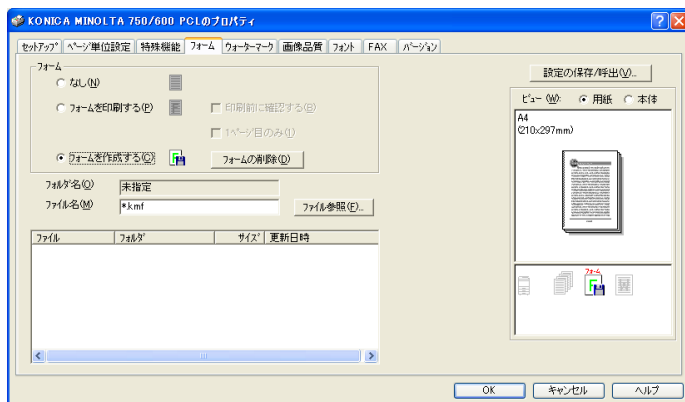 KONICA MINOLTA 750/600 PCLのプロパティ
セットアップ ページ単位設定 特殊機能 フォーム ウォーターマーク 画像品質 フォント FAX バージョン
フォーム
なし(N)
フォームを印刷する(P)
印刷前に確認する(B)
1ページ目のみ(1)
フォームを作成する(C)
フォームの削除(D)
フォルダ名(O) 未指定
ファイル名(M) *.kmf
ファイル参照(F)...
ファイル フォルダ サイズ 更新日時
設定の保存/呼出(V)...
ビュー(W): 用紙 本体
A4
(210x297mm)
フォーム
OK キャンセル ヘルプ